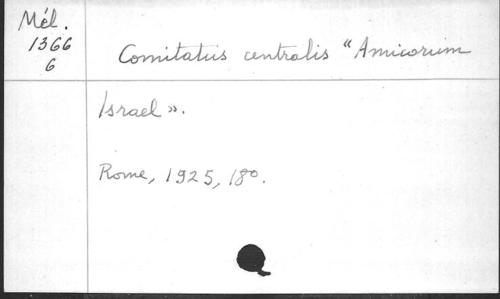 Mél.
1366
6
Comitatus centralis “Amicorum
Israel».
Rome, 1925, 18°.